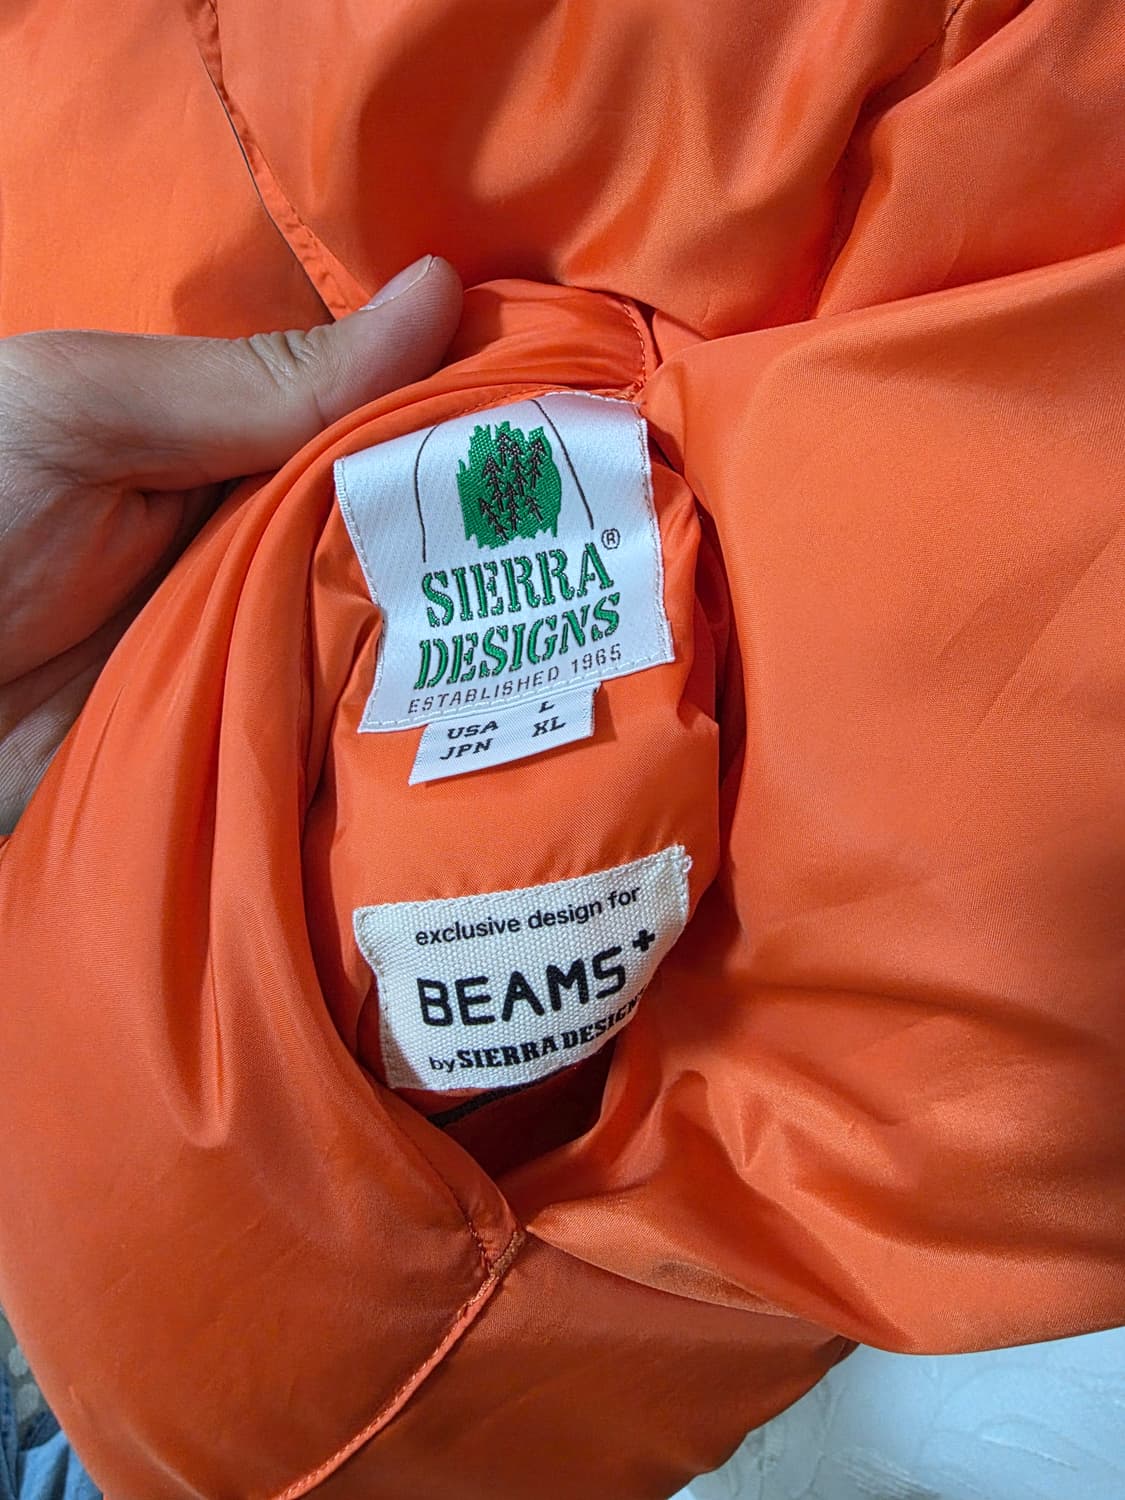 SIERRA®
DESIGNS
ESTABLISHED 1965
USA L
JPN XL
exclusive design for
BEAMS+
by SIERRA DESIGNS